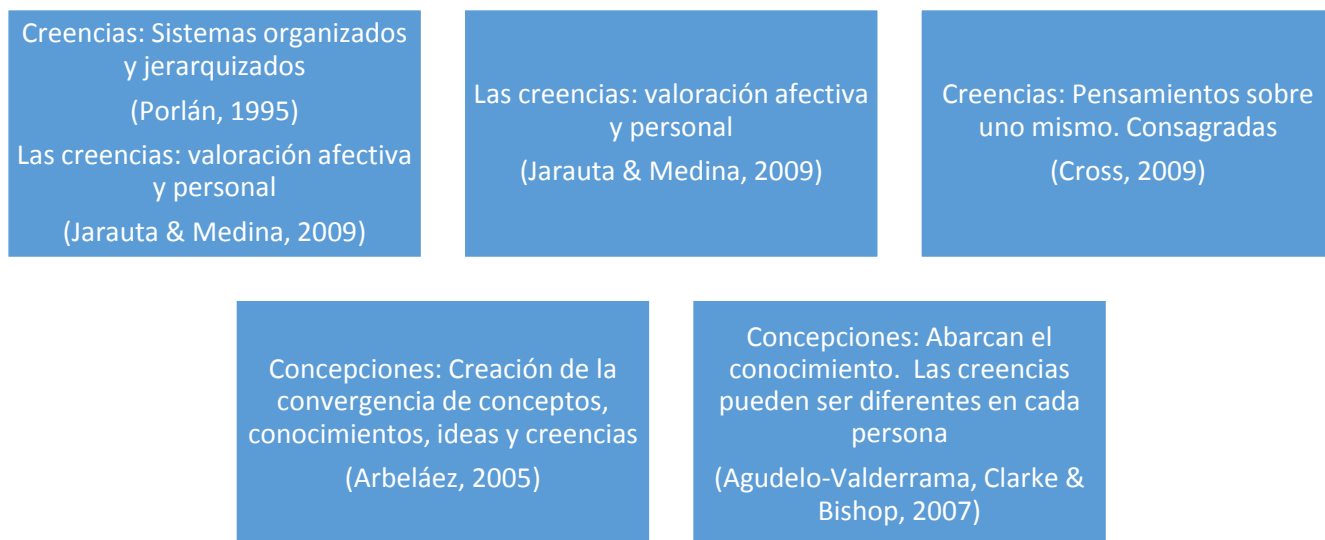 Creencias: Sistemas organizados
y jerarquizados
(Porlán, 1995)
Las creencias: valoración afectiva
y personal
(Jarauta & Medina, 2009)
Las creencias: valoración afectiva
y personal
(Jarauta & Medina, 2009)
Creencias: Pensamientos sobre
uno mismo. Consagradas
(Cross, 2009)
Concepciones: Creación de la
convergencia de conceptos,
conocimientos, ideas y creencias
(Arbeláez, 2005)
Concepciones: Abarcan el
conocimiento.  Las creencias
pueden ser diferentes en cada
persona
(Agudelo-Valderrama, Clarke &
Bishop, 2007)